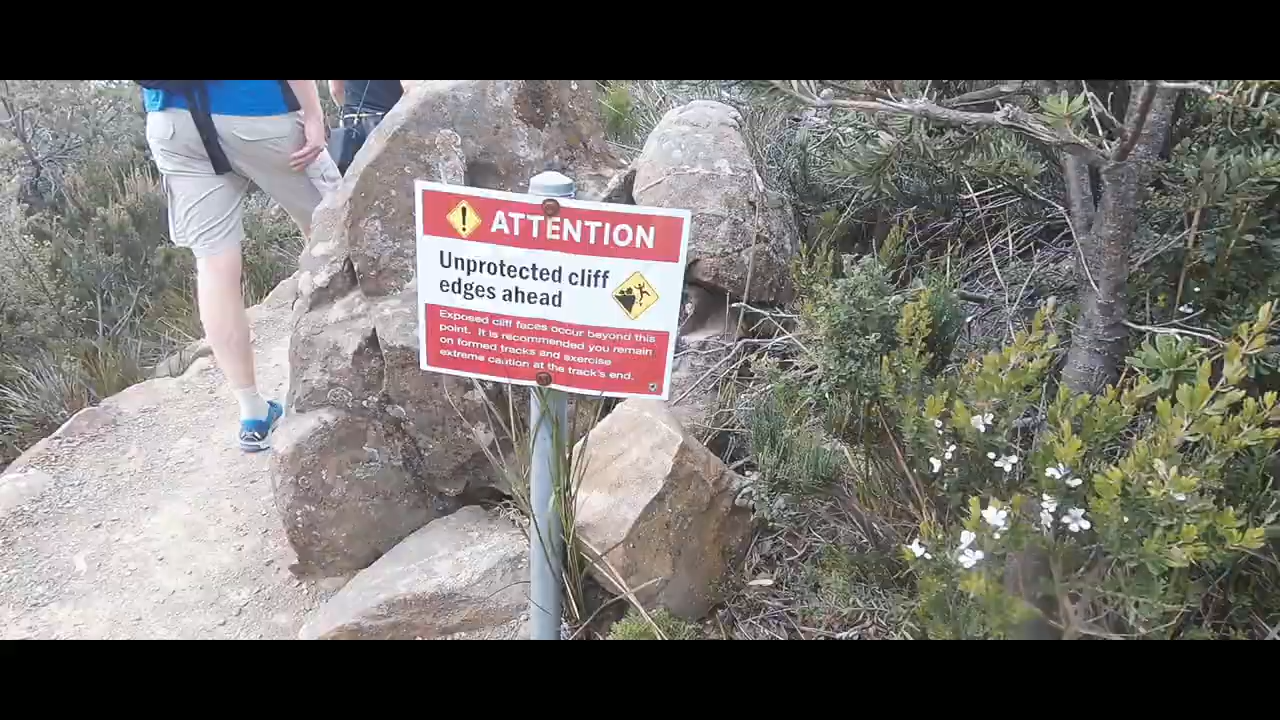 ATTENTION
Unprotected cliff
edges ahead
Exposed cliff faces occur beyond this
point. It is recommended you remain
on formed tracks and exercise
extreme caution at the track's end.